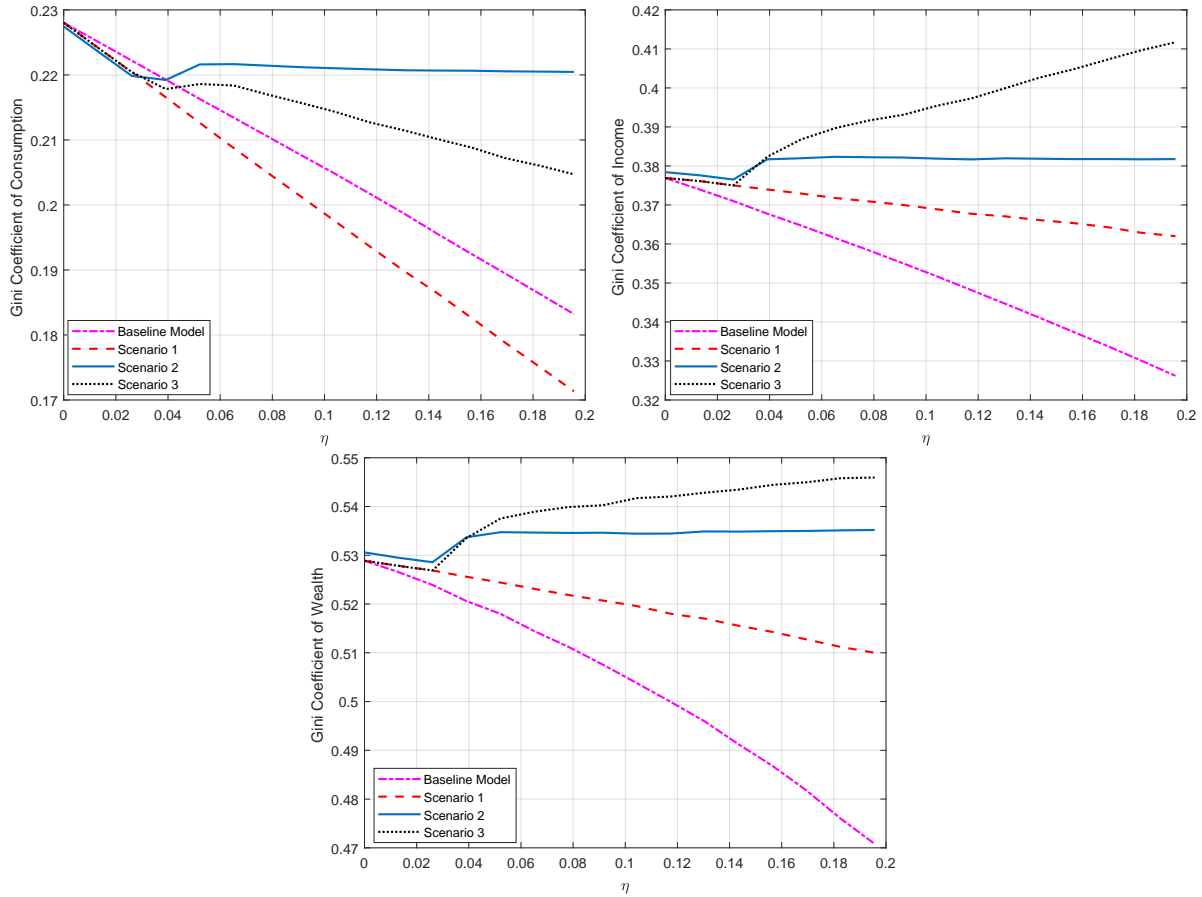 Gini Coefficient of Consumption
0.23
0.22
0.21
0.2
0.19
0.18
0.17
Baseline Model
Scenario 1
Scenario 2
Scenario 3
0 0.02 0.04 0.06 0.08 0.1 0.12 0.14 0.16 0.18 0.2
η
Gini Coefficient of Income
0.42
0.41
0.4
0.39
0.38
0.37
0.36
0.35
0.34
0.33
0.32
Baseline Model
Scenario 1
Scenario 2
Scenario 3
0 0.02 0.04 0.06 0.08 0.1 0.12 0.14 0.16 0.18 0.2
η
Gini Coefficient of Wealth
0.55
0.54
0.53
0.52
0.51
0.5
0.49
0.48
0.47
Baseline Model
Scenario 1
Scenario 2
Scenario 3
0 0.02 0.04 0.06 0.08 0.1 0.12 0.14 0.16 0.18 0.2
η